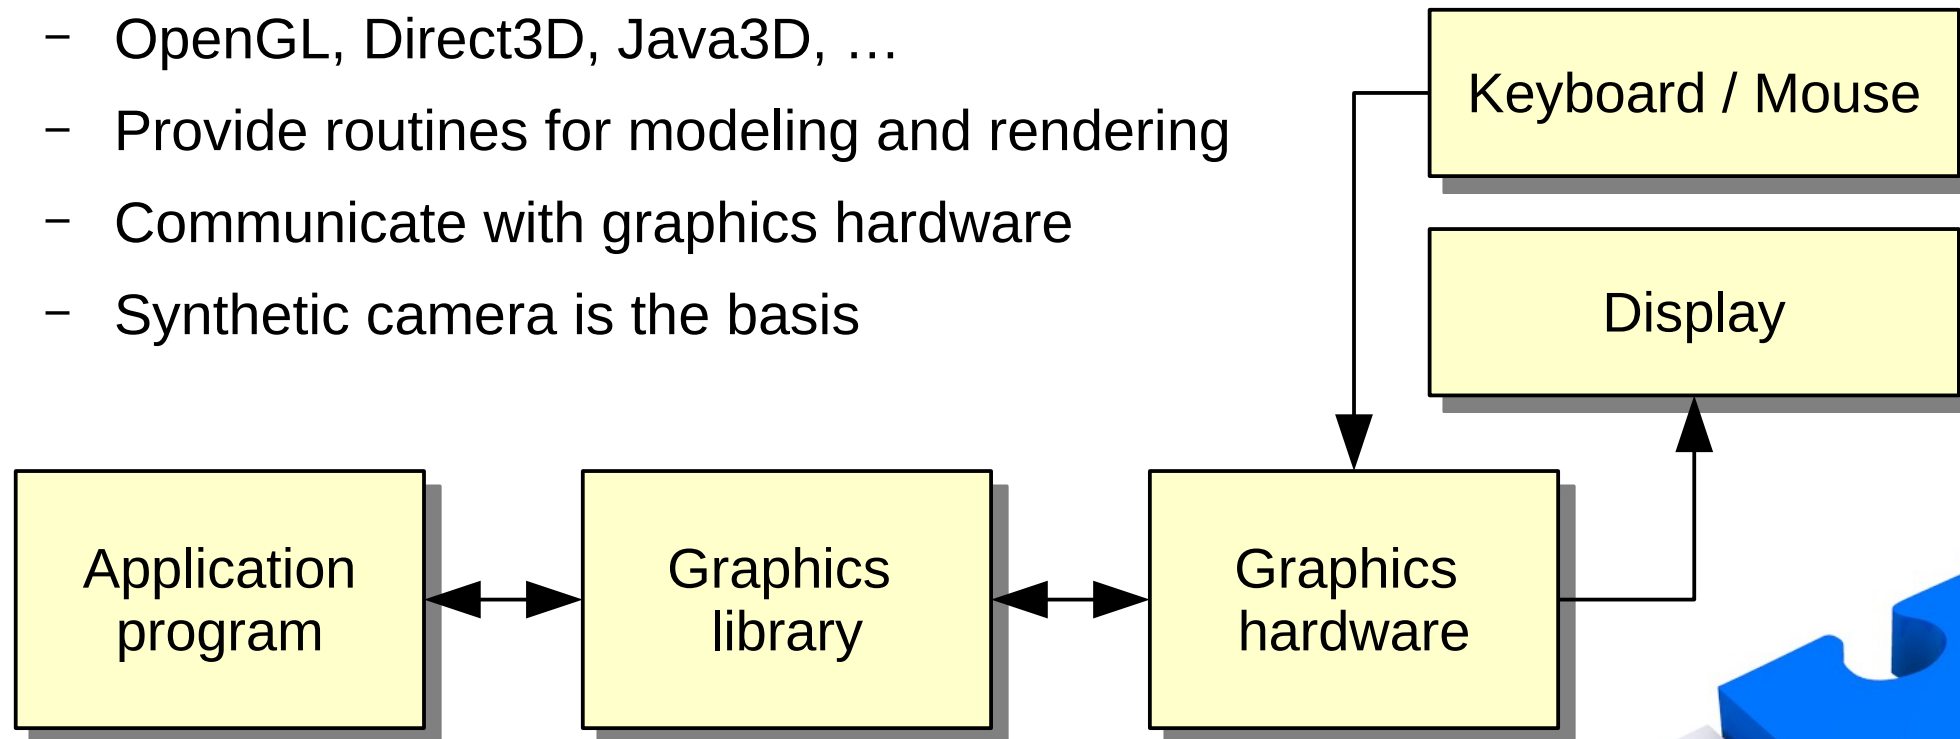 – OpenGL, Direct3D, Java3D, …
– Provide routines for modeling and rendering
– Communicate with graphics hardware
– Synthetic camera is the basis
Keyboard / Mouse
Display
Application
program
Graphics
library
Graphics
hardware